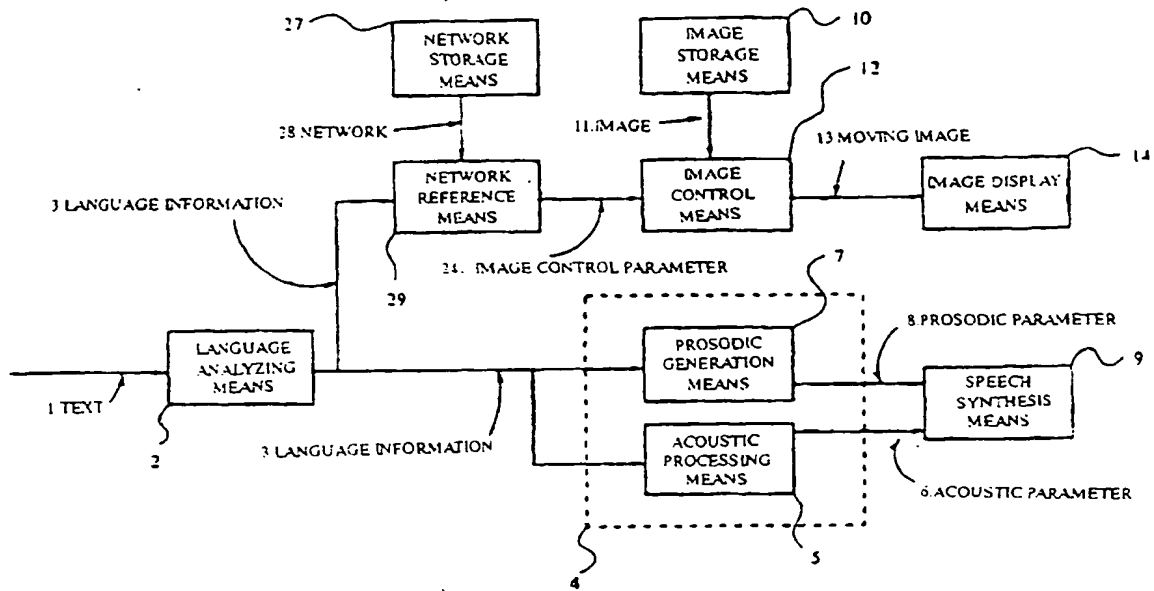 27
NETWORK
STORAGE
MEANS
IMAGE
STORAGE
MEANS
10
12
28.NETWORK
11.IMAGE
13.MOVING IMAGE
14
3 LANGUAGE INFORMATION
NETWORK
REFERENCE
MEANS
IMAGE
CONTROL
MEANS
IMAGE DISPLAY
MEANS
29
24. IMAGE CONTROL PARAMETER
7
8.PROSODIC PARAMETER
LANGUAGE
ANALYZING
MEANS
PROSODIC
GENERATION
MEANS
9
SPEECH
SYNTHESIS
MEANS
1 TEXT
2
3 LANGUAGE INFORMATION
ACOUSTIC
PROCESSING
MEANS
6.ACOUSTIC PARAMETER
4
5